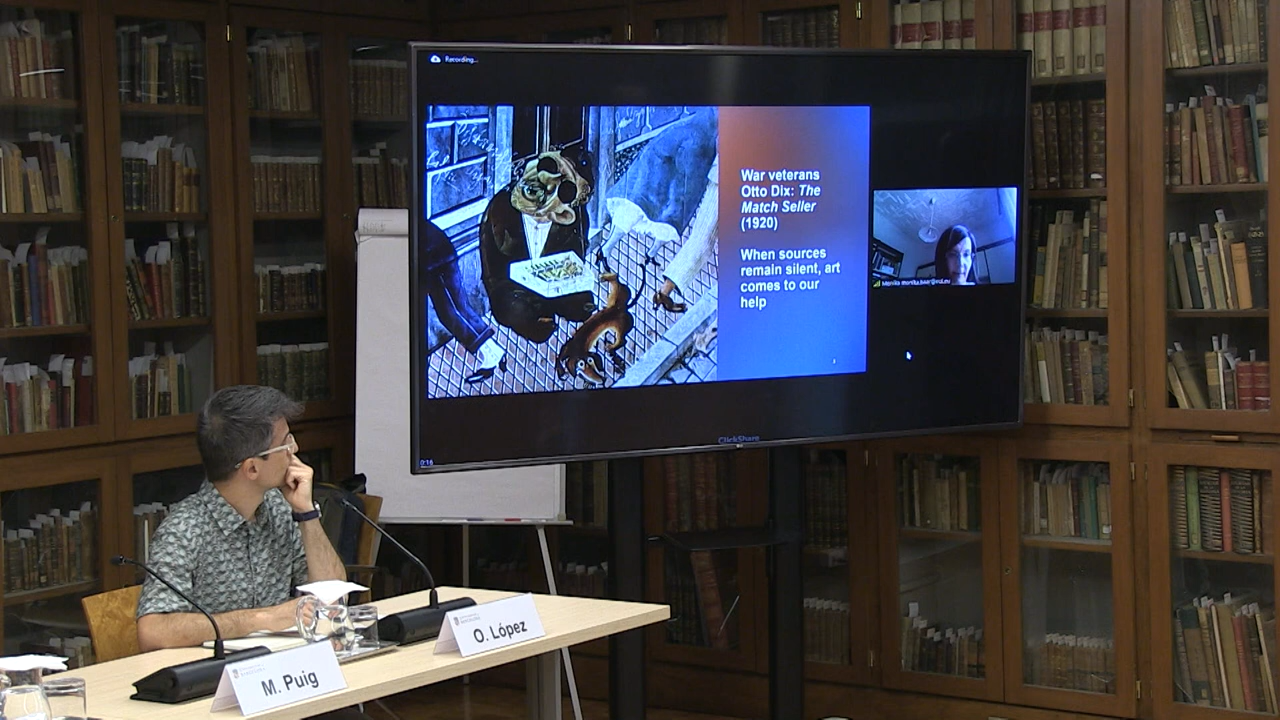 Recording...
War veterans
Otto Dix: The
Match Seller
(1920)
When sources
remain silent, art
comes to our
help
ClickShare
O. López
M. Puig